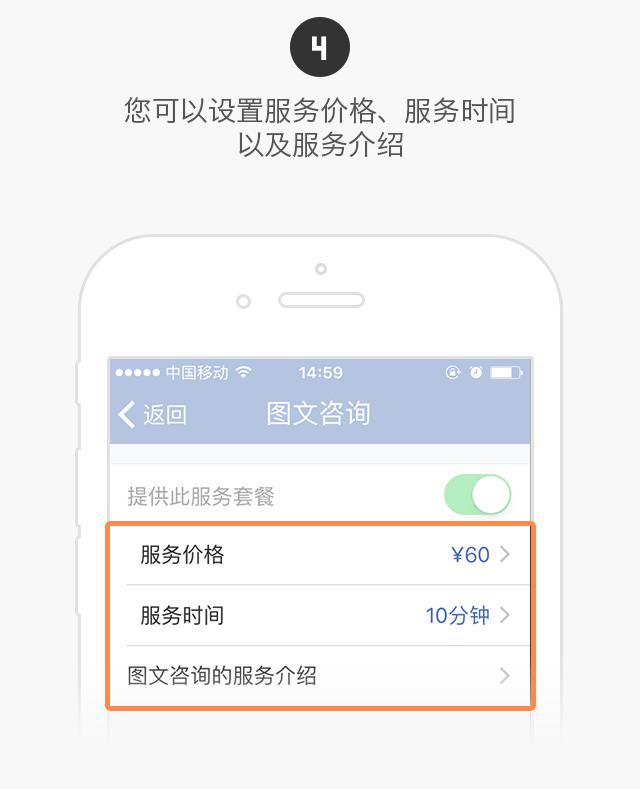 4
您可以设置服务价格、服务时间
以及服务介绍
中国移动 14:59
返回 图文咨询
提供此服务套餐
服务价格 ¥60
服务时间 10分钟
图文咨询的服务介绍